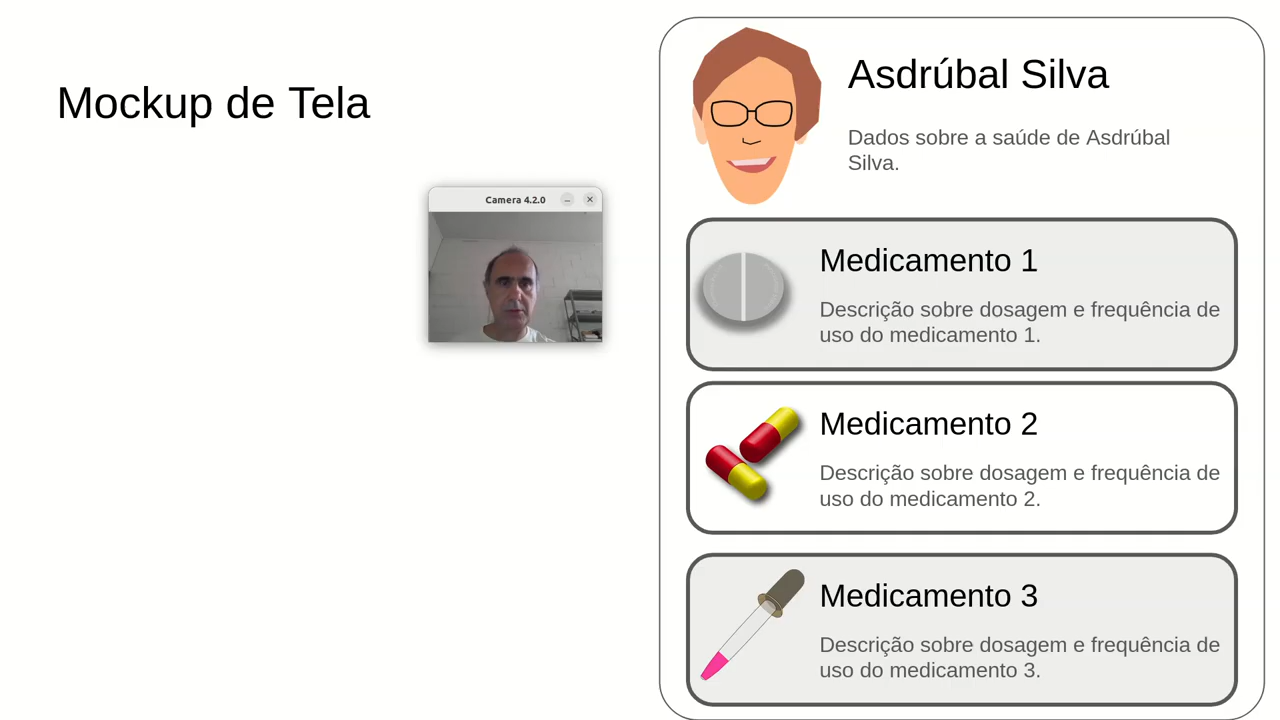 Mockup de Tela
Camera 4.2.0
Asdrúbal Silva
Dados sobre a saúde de Asdrúbal
Silva.
Medicamento 1
Descrição sobre dosagem e frequência de
uso do medicamento 1.
Medicamento 2
Descrição sobre dosagem e frequência de
uso do medicamento 2.
Medicamento 3
Descrição sobre dosagem e frequência de
uso do medicamento 3.